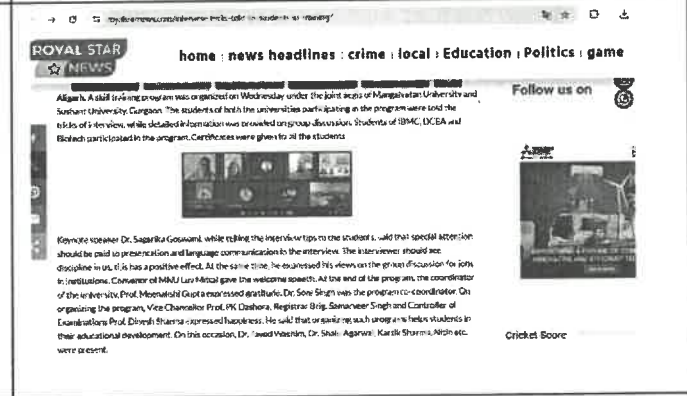 ROYAL STAR
NEWS
home : news headlines : crime : local : Education : Politics : game
Aligarh. A skill training program was organized on Wednesday under the joint aegis of Mangalayatan University and
Sushant University, Gurgaon. The students of both the universities participating in the program were told the
tricks of interview, while detailed information was provided on group discussion. Students of IBMC, DCEA and
Biotech participated in the program. Certificates were given to all the students
Follow us on
Keynote speaker Dr. Sagarika Goswami, while telling the interview tips to the students, said that special attention
should be paid to presentation and language communication in the interview. The interviewer should see
discipline in us, this has a positive effect. At the same time, he expressed his views on the group discussion for jobs
in institutions. Convenor of MMU Luv Mittal gave the welcome speech. At the end of the program, the coordinator
of the university, Prof. Meenakshi Gupta expressed gratitude. Dr. Soni Singh was the program co-coordinator. On
organizing the program, Vice Chancellor Prof. PK Dashora, Registrar Brig. Samarveer Singh and Controller of
Examinations Prof. Dinesh Sharma expressed happiness. He said that organizing such programs helps students in
their educational development. On this occasion, Dr. Jawed Washim, Dr. Shalu Agarwal, Kartik Sharma, Nitin etc.
were present.
Cricket Score